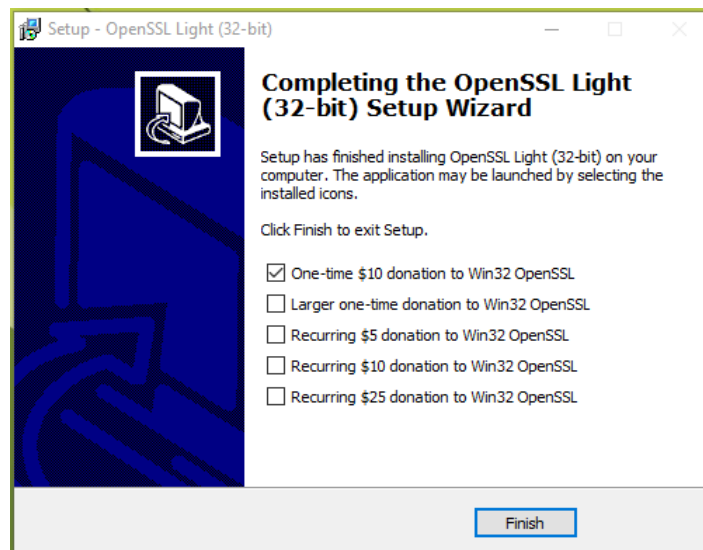 Setup - OpenSSL Light (32-bit)
Completing the OpenSSL Light
(32-bit) Setup Wizard
Setup has finished installing OpenSSL Light (32-bit) on your
computer. The application may be launched by selecting the
installed icons.
Click Finish to exit Setup.
One-time $10 donation to Win32 OpenSSL
Larger one-time donation to Win32 OpenSSL
Recurring $5 donation to Win32 OpenSSL
Recurring $10 donation to Win32 OpenSSL
Recurring $25 donation to Win32 OpenSSL
Finish